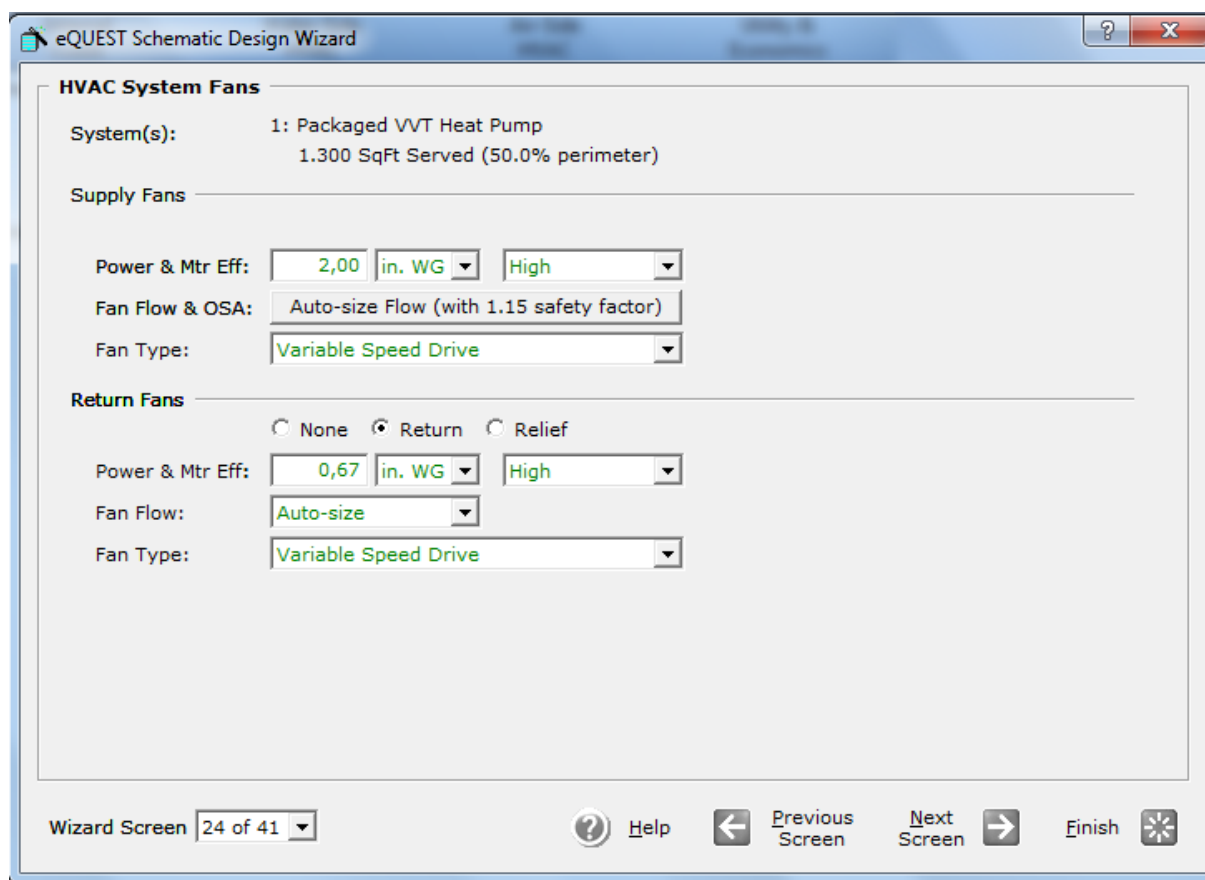 eQUEST Schematic Design Wizard
HVAC System Fans
System(s): 1: Packaged VVT Heat Pump
1.300 SqFt Served (50.0% perimeter)
Supply Fans
Power & Mtr Eff: 2,00 in. WG High
Fan Flow & OSA: Auto-size Flow (with 1.15 safety factor)
Fan Type: Variable Speed Drive
Return Fans
None Return Relief
Power & Mtr Eff: 0,67 in. WG High
Fan Flow: Auto-size
Fan Type: Variable Speed Drive
Wizard Screen 24 of 41 Help Previous Screen Next Screen Finish